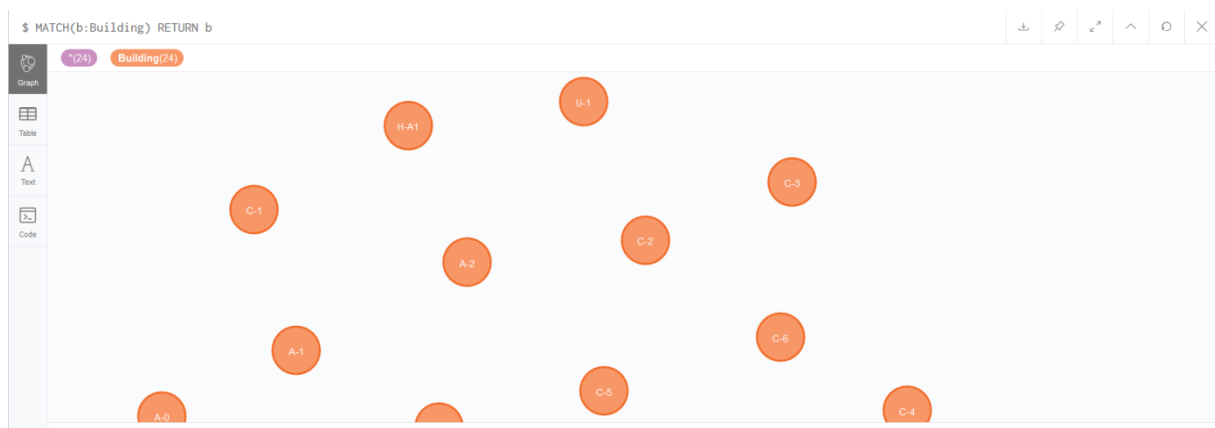 $ MATCH(b:Building) RETURN b
*(24) Building(24)
Graph
Table
Text
Code
U-1
H-A1
C-3
C-1
C-2
A-2
C-6
A-1
C-5
C-4
A-0